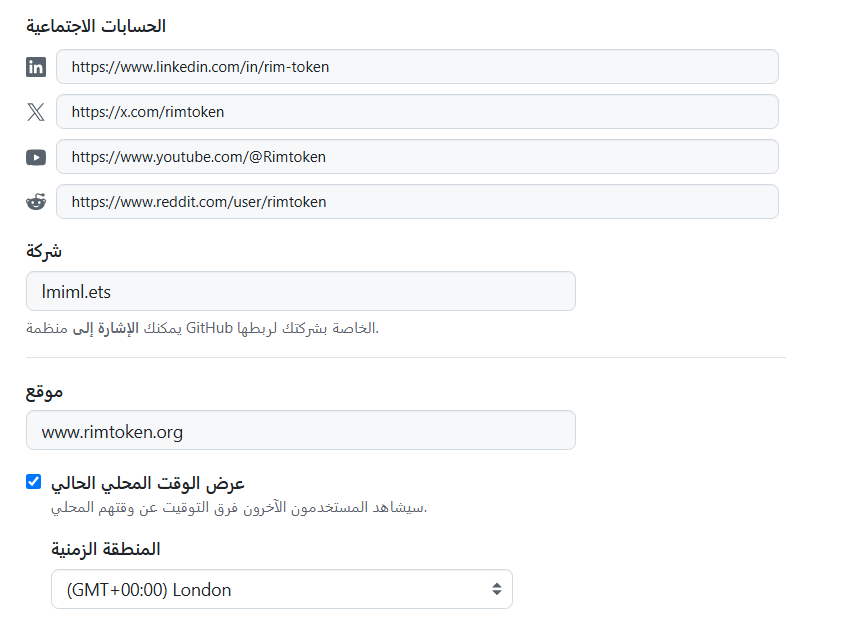 الحسابات الاجتماعية
https://www.linkedin.com/in/rim-token
https://x.com/rimtoken
https://www.youtube.com/@Rimtoken
https://www.reddit.com/user/rimtoken
شركة
lmiml.ets
يمكنك الإشارة إلى منظمة GitHub الخاصة بشركتك لربطها.
موقع
www.rimtoken.org
عرض الوقت المحلي الحالي
سيشاهد المستخدمون الآخرون فرق التوقيت عن وقتهم المحلي.
المنطقة الزمنية
(GMT+00:00) London